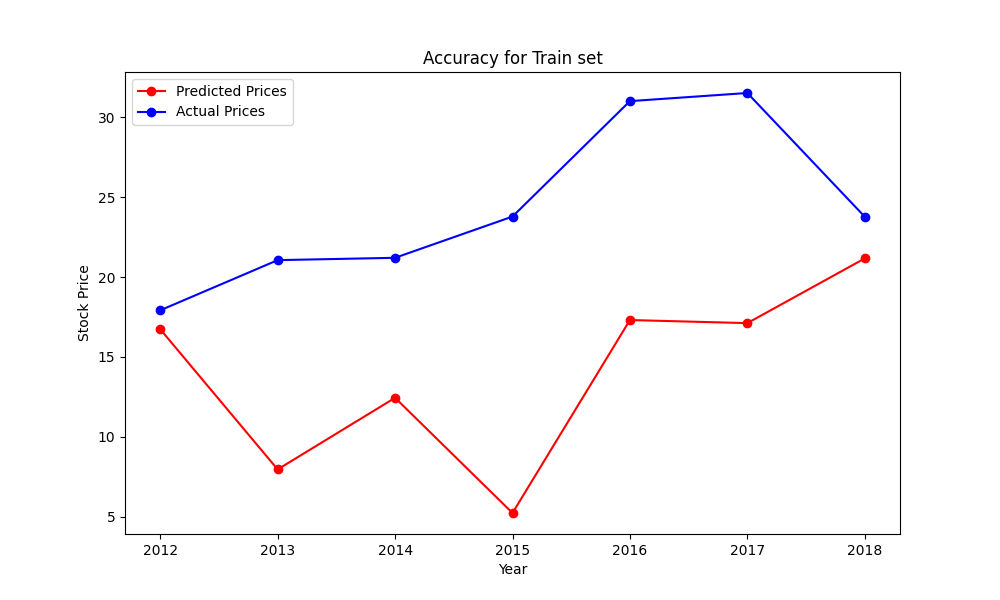 Accuracy for Train set
Predicted Prices
Actual Prices
Stock Price
30
25
20
15
10
5
2012 2013 2014 2015 2016 2017 2018
Year